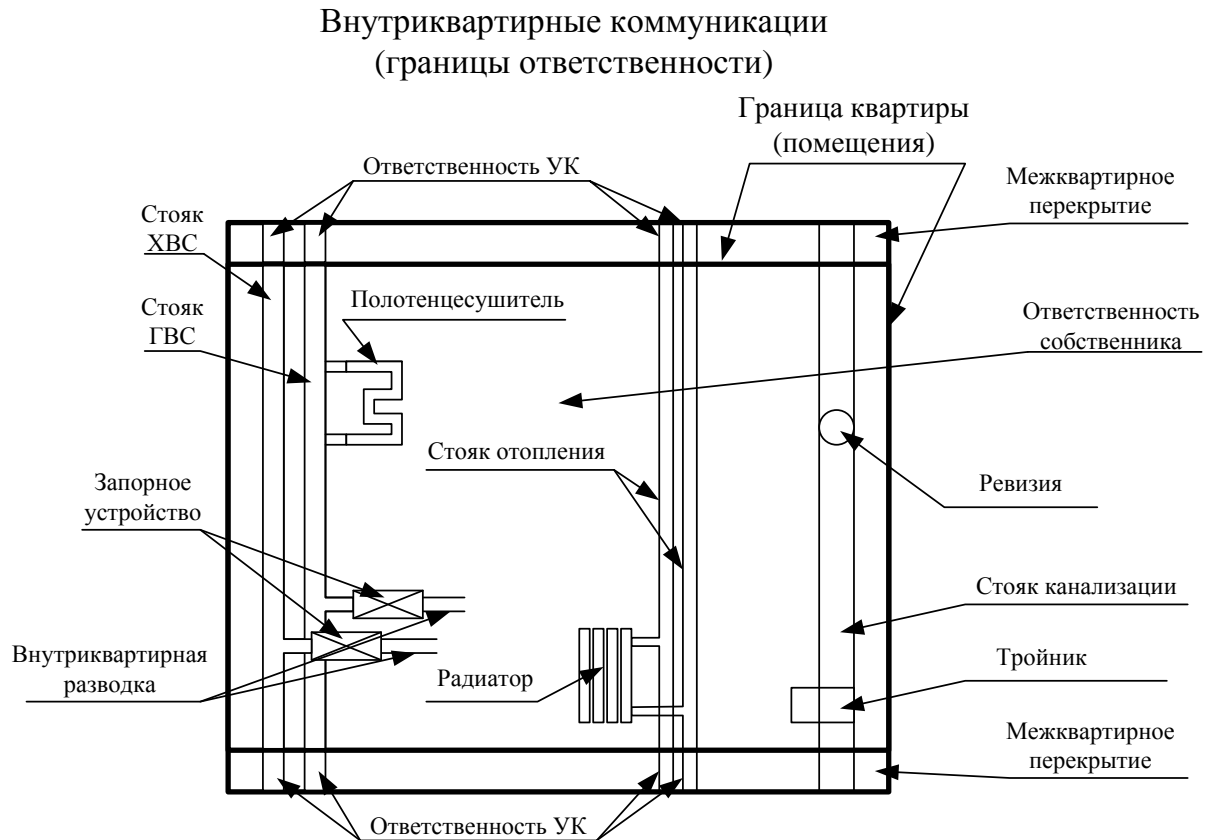 Внутриквартирные коммуникации
(границы ответственности)
Граница квартиры
(помещения)
Ответственность УК
Межквартирное
перекрытие
Стояк
ХВС
Стояк
ГВС
Полотенцесушитель
Ответственность
собственника
Стояк отопления
Запорное
устройство
Ревизия
Стояк канализации
Внутриквартирная
разводка
Радиатор
Тройник
Межквартирное
перекрытие
Ответственность УК